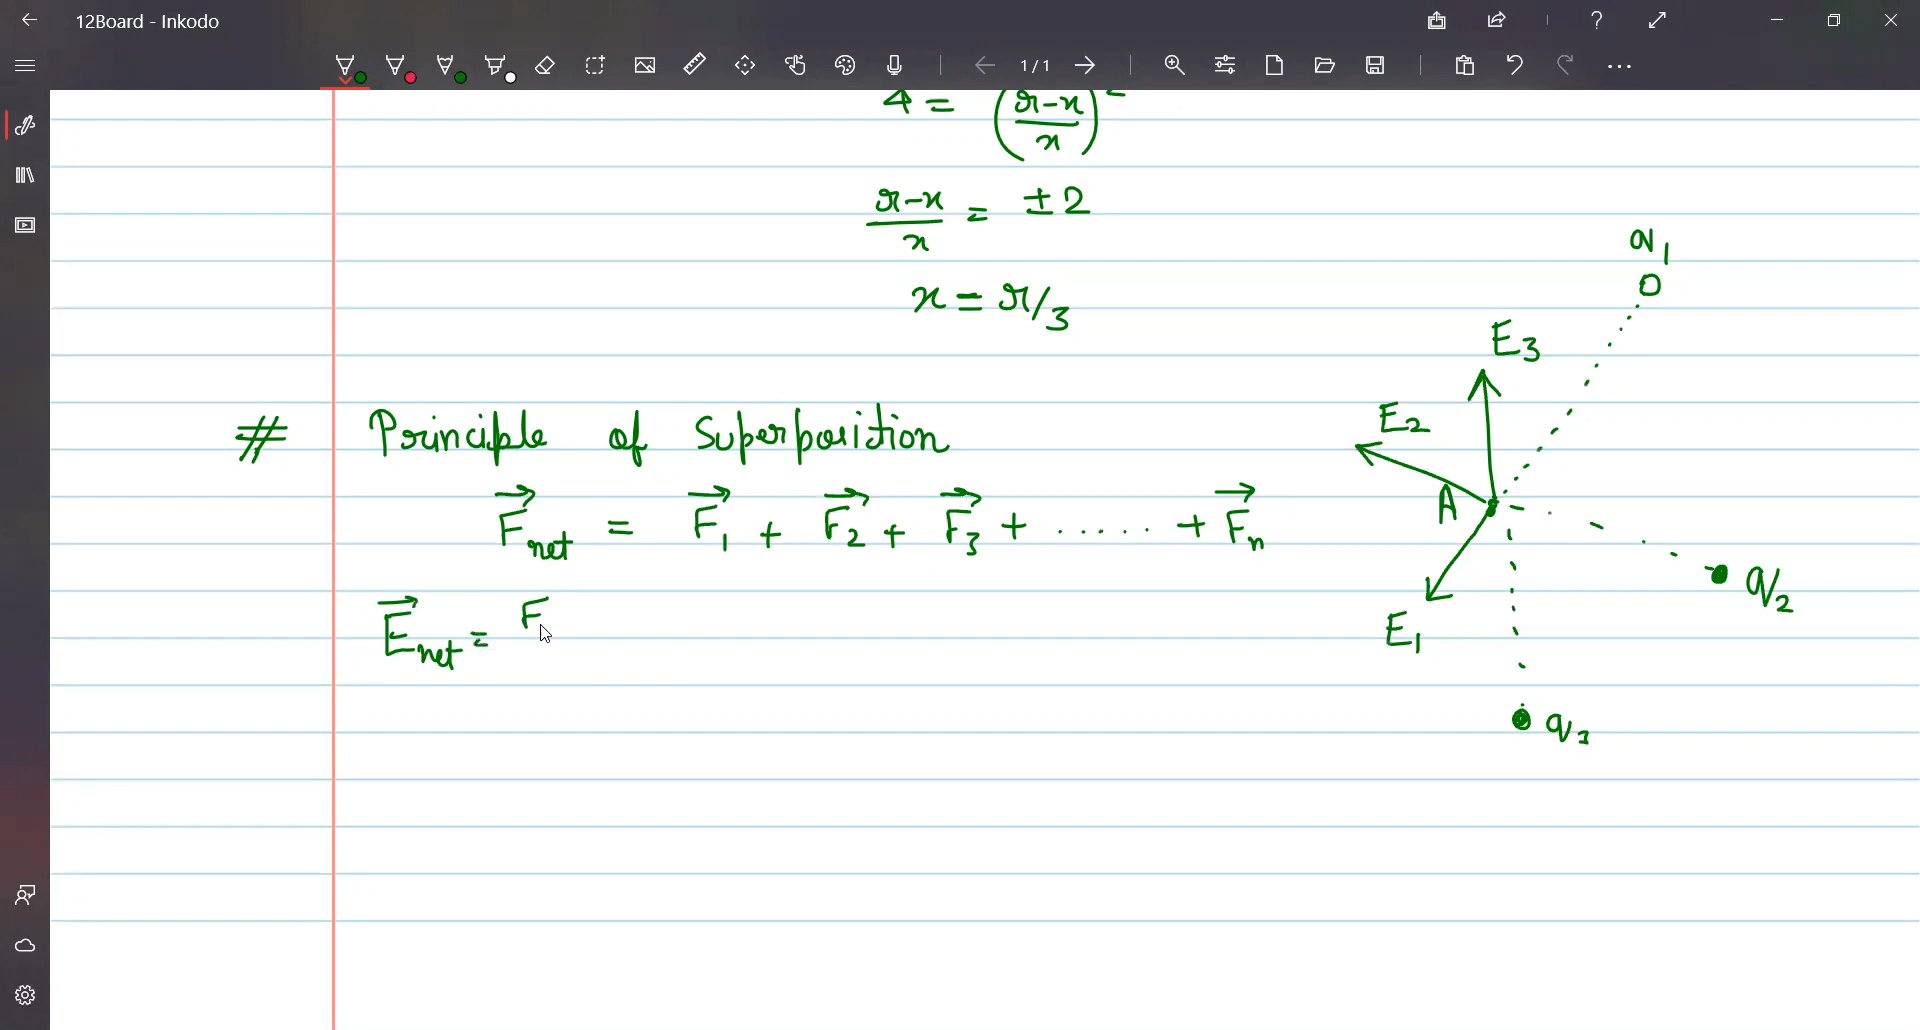 12Board - Inkodo
1 / 1
4 = (r-x/x)²
r-x/x = ±2
x = r/3
q1
E3
E2
# Principle of Superposition
A
F⃗net = F⃗1 + F⃗2 + F⃗3 + ...... + F⃗n
q2
E⃗net = F
E1
q3